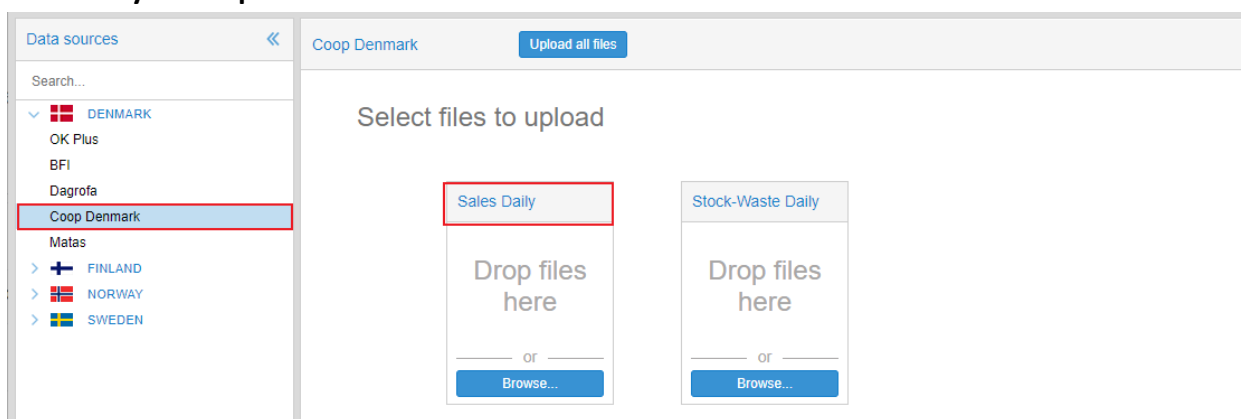 Data sources
Search...
DENMARK
OK Plus
BFI
Dagrofa
Coop Denmark
Matas
FINLAND
NORWAY
SWEDEN
Coop Denmark
Upload all files
Select files to upload
Sales Daily
Drop files
here
or
Browse...
Stock-Waste Daily
Drop files
here
or
Browse...